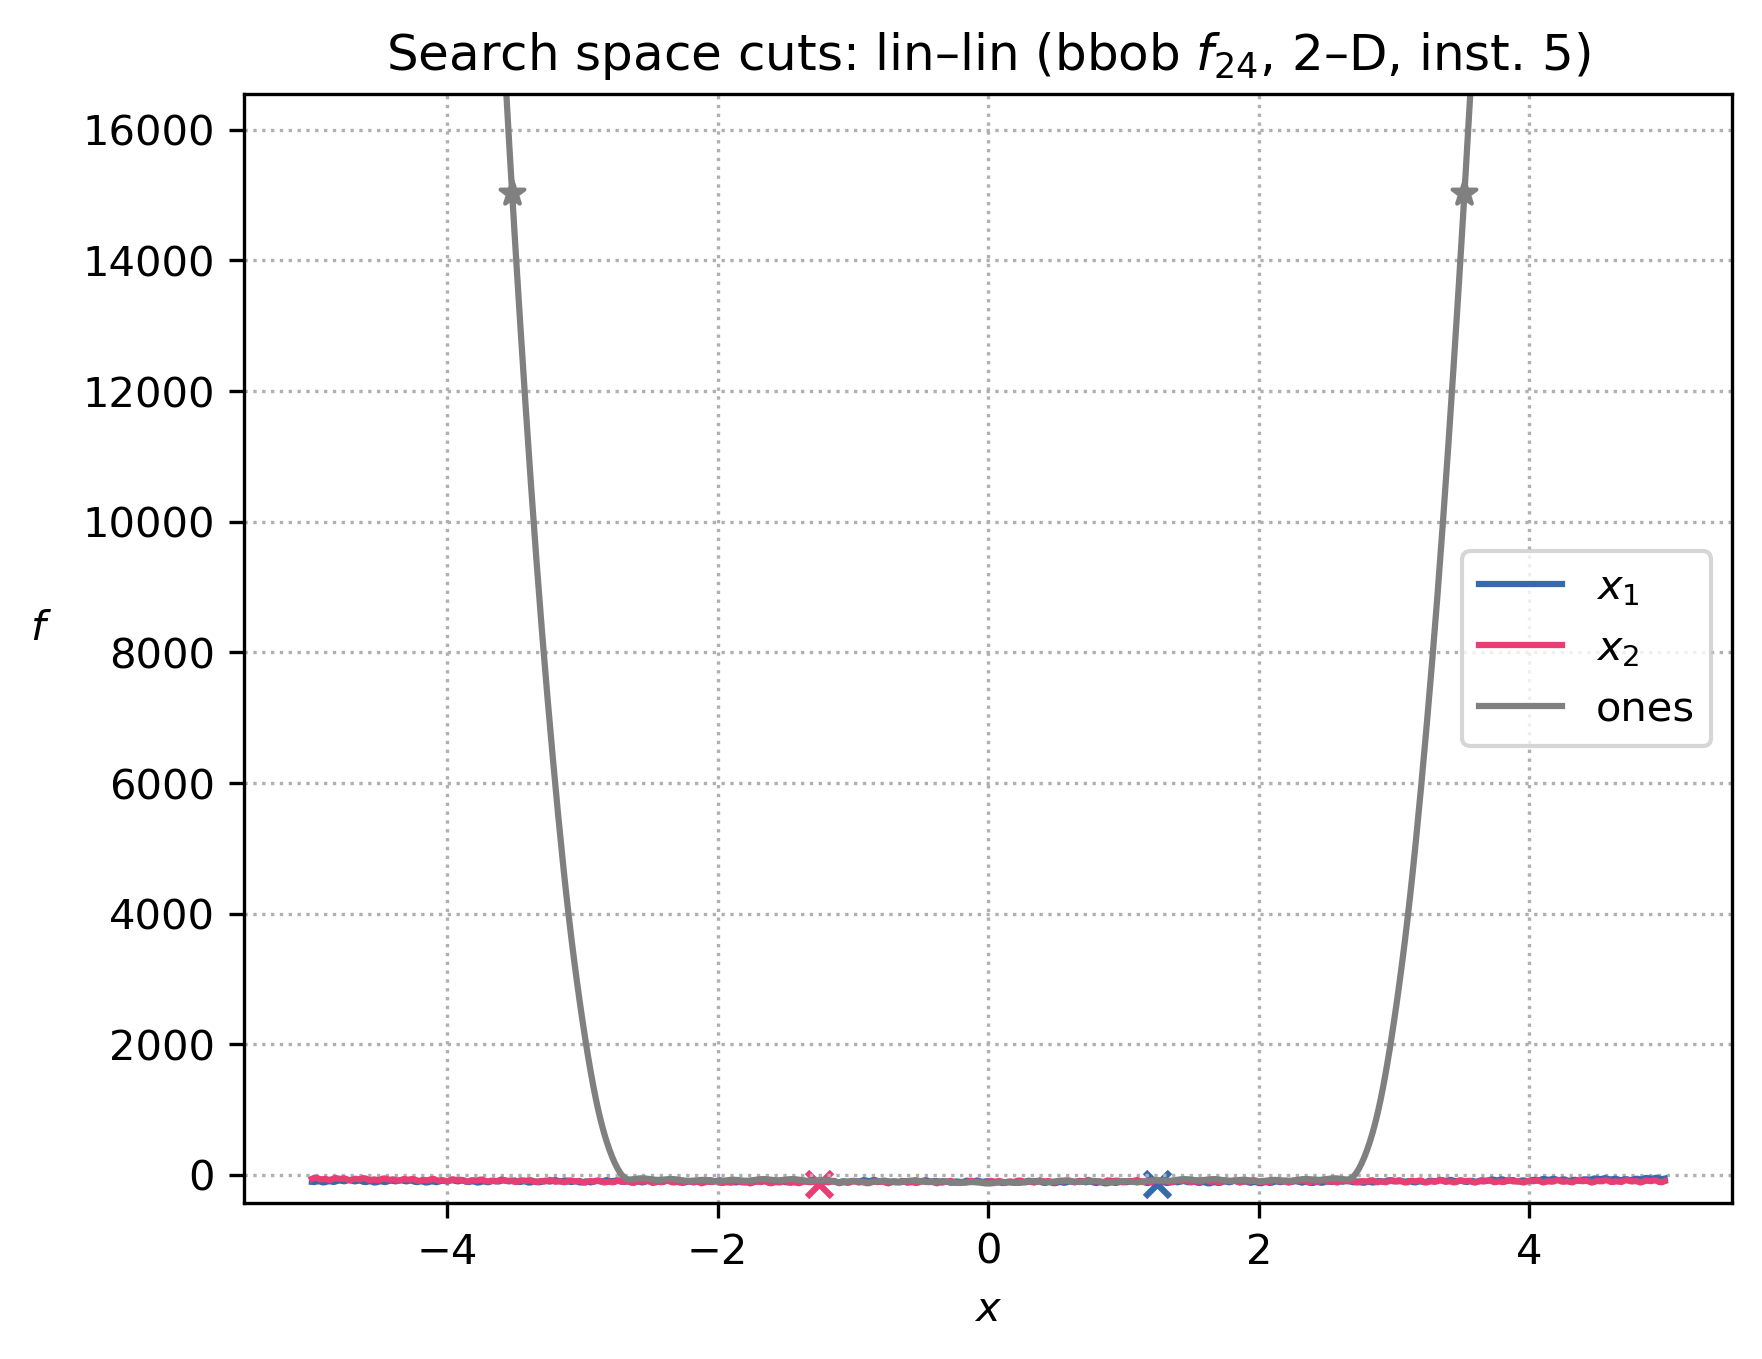 Search space cuts: lin–lin (bbob f₂₄, 2–D, inst. 5)
16000
14000
12000
10000
8000
6000
4000
2000
0
f
x₁
x₂
ones
−4 −2 0 2 4
x